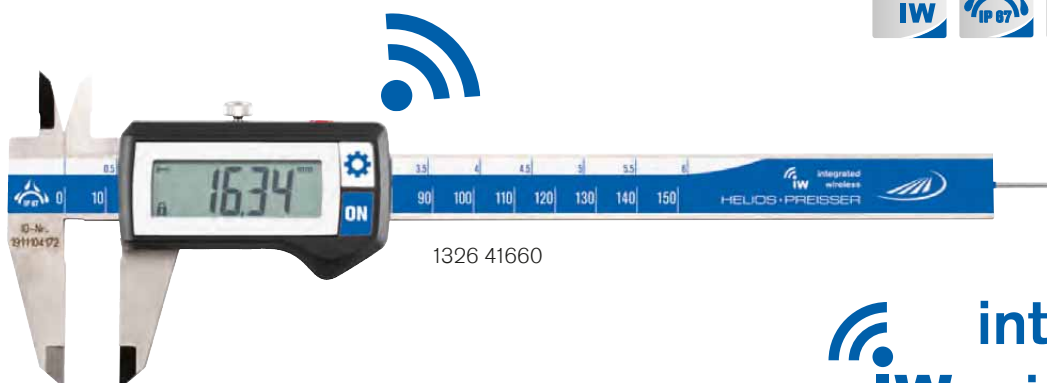 IW
IP 67
mm
16.34
0.5
3.5 4 4.5 5 5.5 6
IP 67 0 10
90 100 110 120 130 140 150
ON
integrated
iw wireless
HELIOS-PREISSER
ID-Nr.
1911104172
1326 41660
int
iw